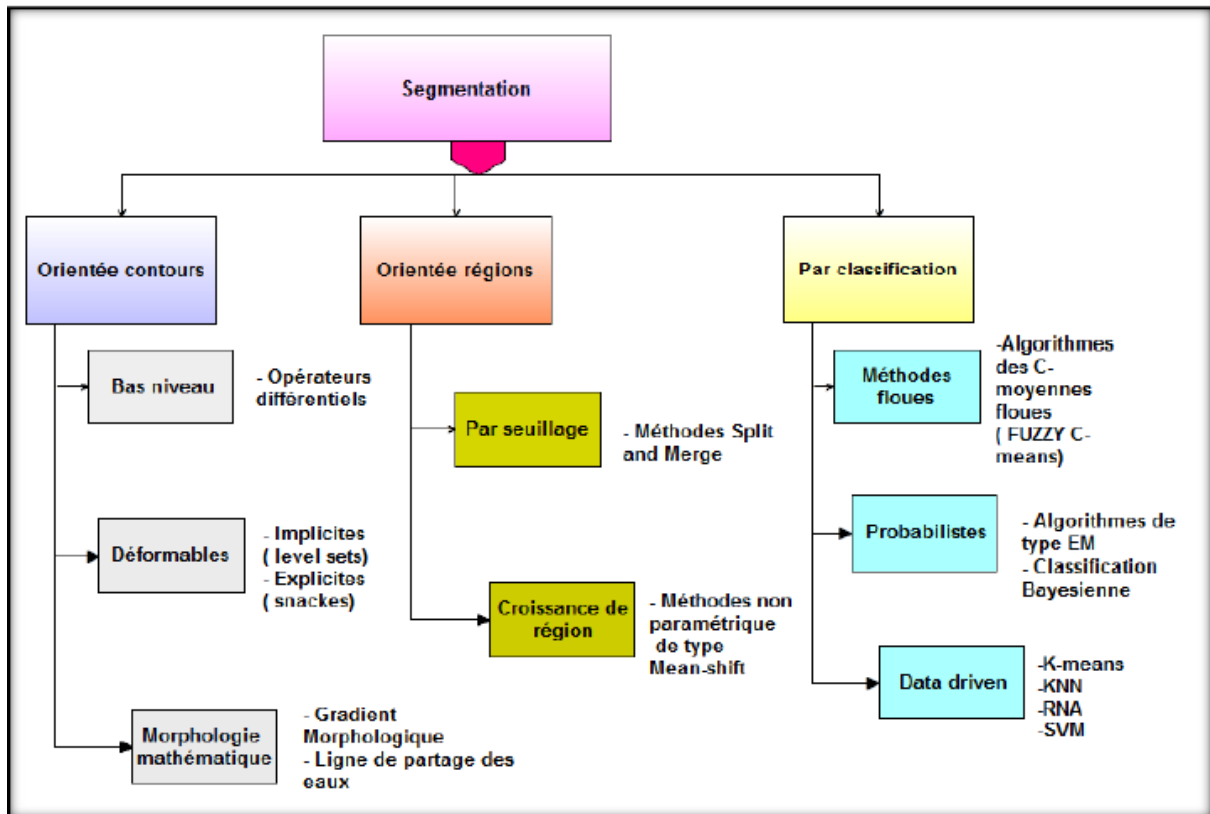 Segmentation
Orientée contours
Orientée régions
Par classification
Bas niveau
- Opérateurs
différentiels
Déformables
- Implicites
( level sets)
- Explicites
( snackes)
Morphologie
mathématique
- Gradient
Morphologique
- Ligne de partage des
eaux
Par seuillage
- Méthodes Split
and Merge
Croissance de
région
- Méthodes non
paramétrique
de type
Mean-shift
Méthodes
floues
-Algorithmes
des C-
moyennes
floues
( FUZZY C-
means)
Probabilistes
- Algorithmes de
type EM
- Classification
Bayesienne
Data driven
-K-means
-KNN
-RNA
-SVM